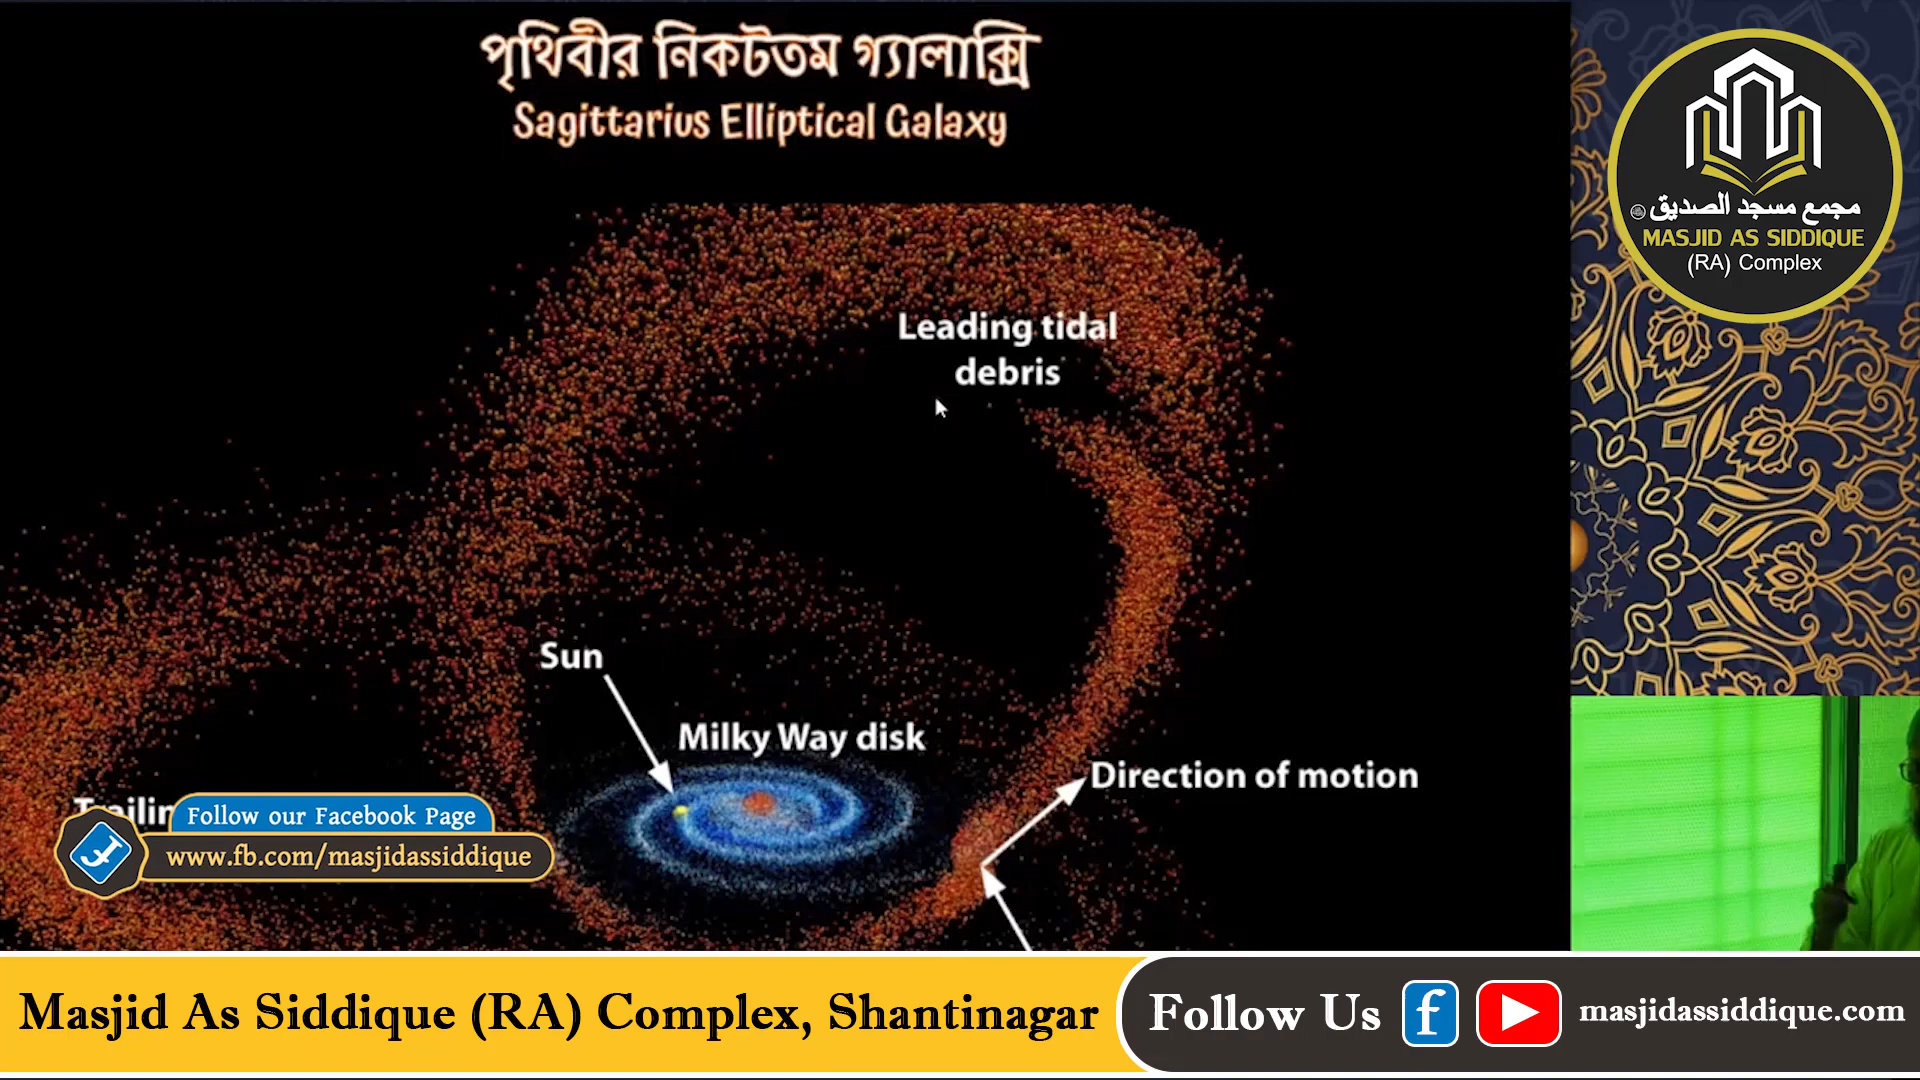 পৃথিবীর নিকটতম গ্যালাক্সি
Sagittarius Elliptical Galaxy
مجمع مسجد الصديق
MASJID AS SIDDIQUE
(RA) Complex
Leading tidal
debris
Sun
Milky Way disk
Direction of motion
Follow our Facebook Page
www.fb.com/masjidassiddique
Masjid As Siddique (RA) Complex, Shantinagar
Follow Us
masjidassiddique.com